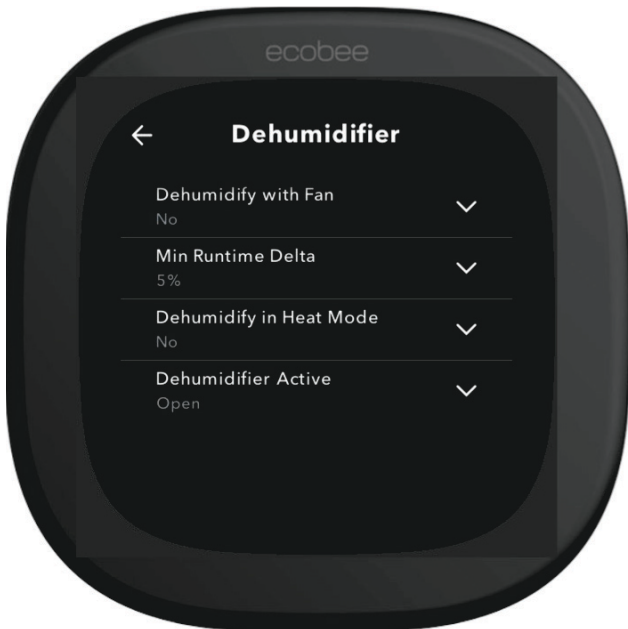 ecobee
Dehumidifier
Dehumidify with Fan
No
Min Runtime Delta
5%
Dehumidify in Heat Mode
No
Dehumidifier Active
Open